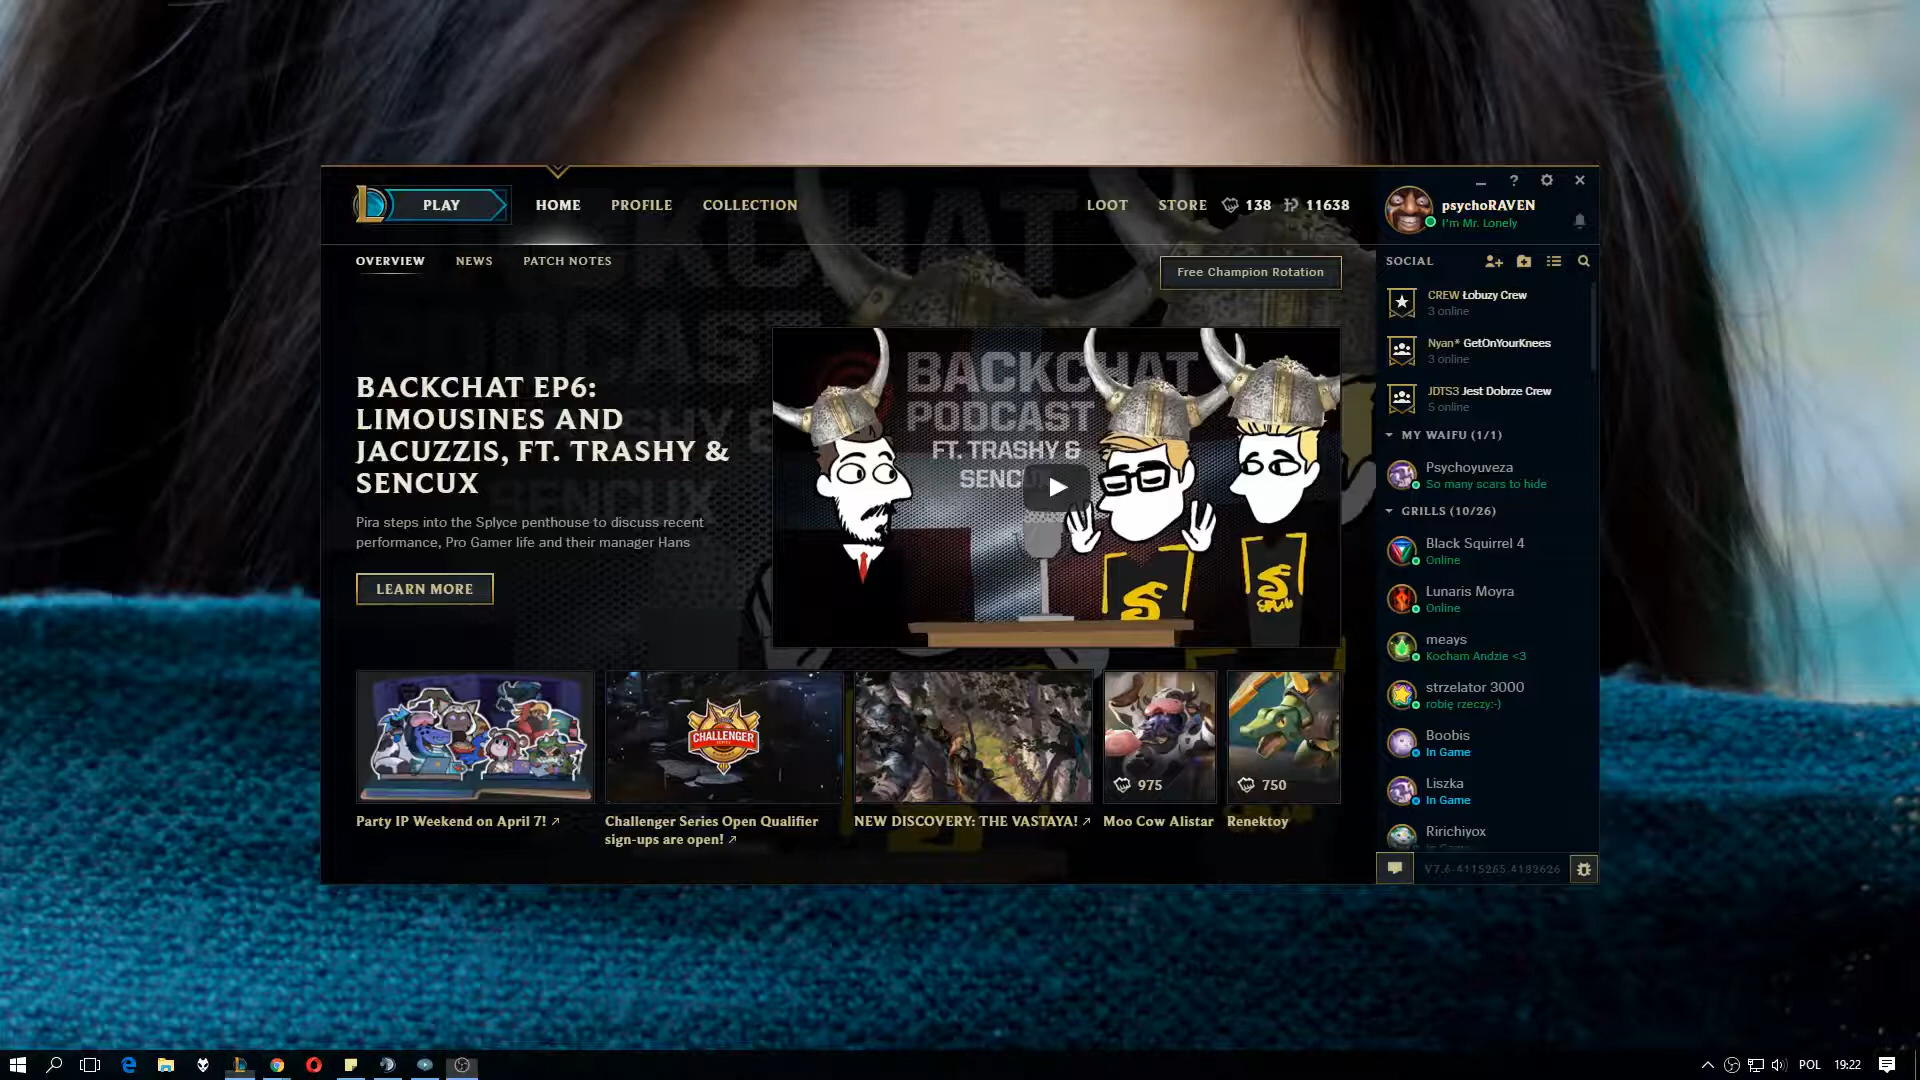 PLAY
HOME
PROFILE
COLLECTION
LOOT
STORE
138
11638
?
psychoRAVEN
I'm Mr. Lonely
OVERVIEW
NEWS
PATCH NOTES
Free Champion Rotation
SOCIAL
CREW Łobuzy Crew
3 online
Nyan* GetOnYourKnees
3 online
JDTS3 Jest Dobrze Crew
5 online
MY WAIFU (1/1)
Psychoyuveza
So many scars to hide
GRILLS (10/26)
Black Squirrel 4
Online
Lunaris Moyra
Online
meays
Kocham Andzie <3
strzelator 3000
robię rzeczy:-)
Boobis
In Game
Liszka
In Game
Ririchiyox
BACKCHAT EP6:
LIMOUSINES AND
JACUZZIS, FT. TRASHY &
SENCUX
Pira steps into the Splyce penthouse to discuss recent
performance, Pro Gamer life and their manager Hans
LEARN MORE
BACKCHAT
PODCAST
FT. TRASHY &
CHALLENGER
975
750
Party IP Weekend on April 7!
Challenger Series Open Qualifier
sign-ups are open!
NEW DISCOVERY: THE VASTAYA!
Moo Cow Alistar
Renektoy
V7.6.4115265.4182626
POL
19:22